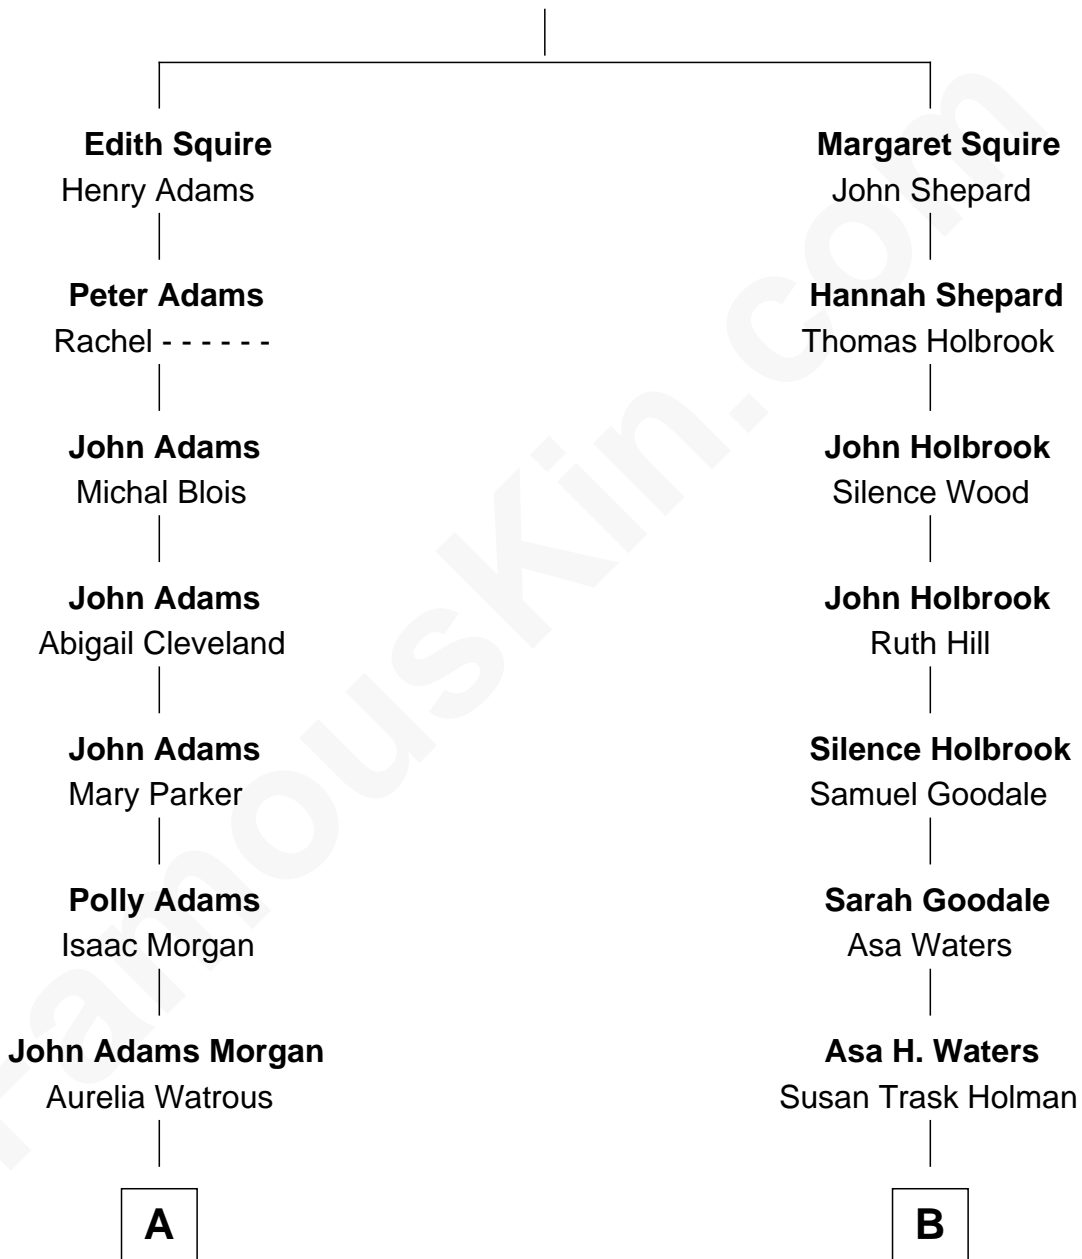 Edith Squire
Henry Adams
Margaret Squire
John Shepard
Peter Adams
Rachel - - - - - -
Hannah Shepard
Thomas Holbrook
John Adams
Michal Blois
John Holbrook
Silence Wood
John Adams
Abigail Cleveland
John Holbrook
Ruth Hill
John Adams
Mary Parker
Silence Holbrook
Samuel Goodale
Polly Adams
Isaac Morgan
Sarah Goodale
Asa Waters
John Adams Morgan
Aurelia Watrous
Asa H. Waters
Susan Trask Holman
A
B
FamousKin.com